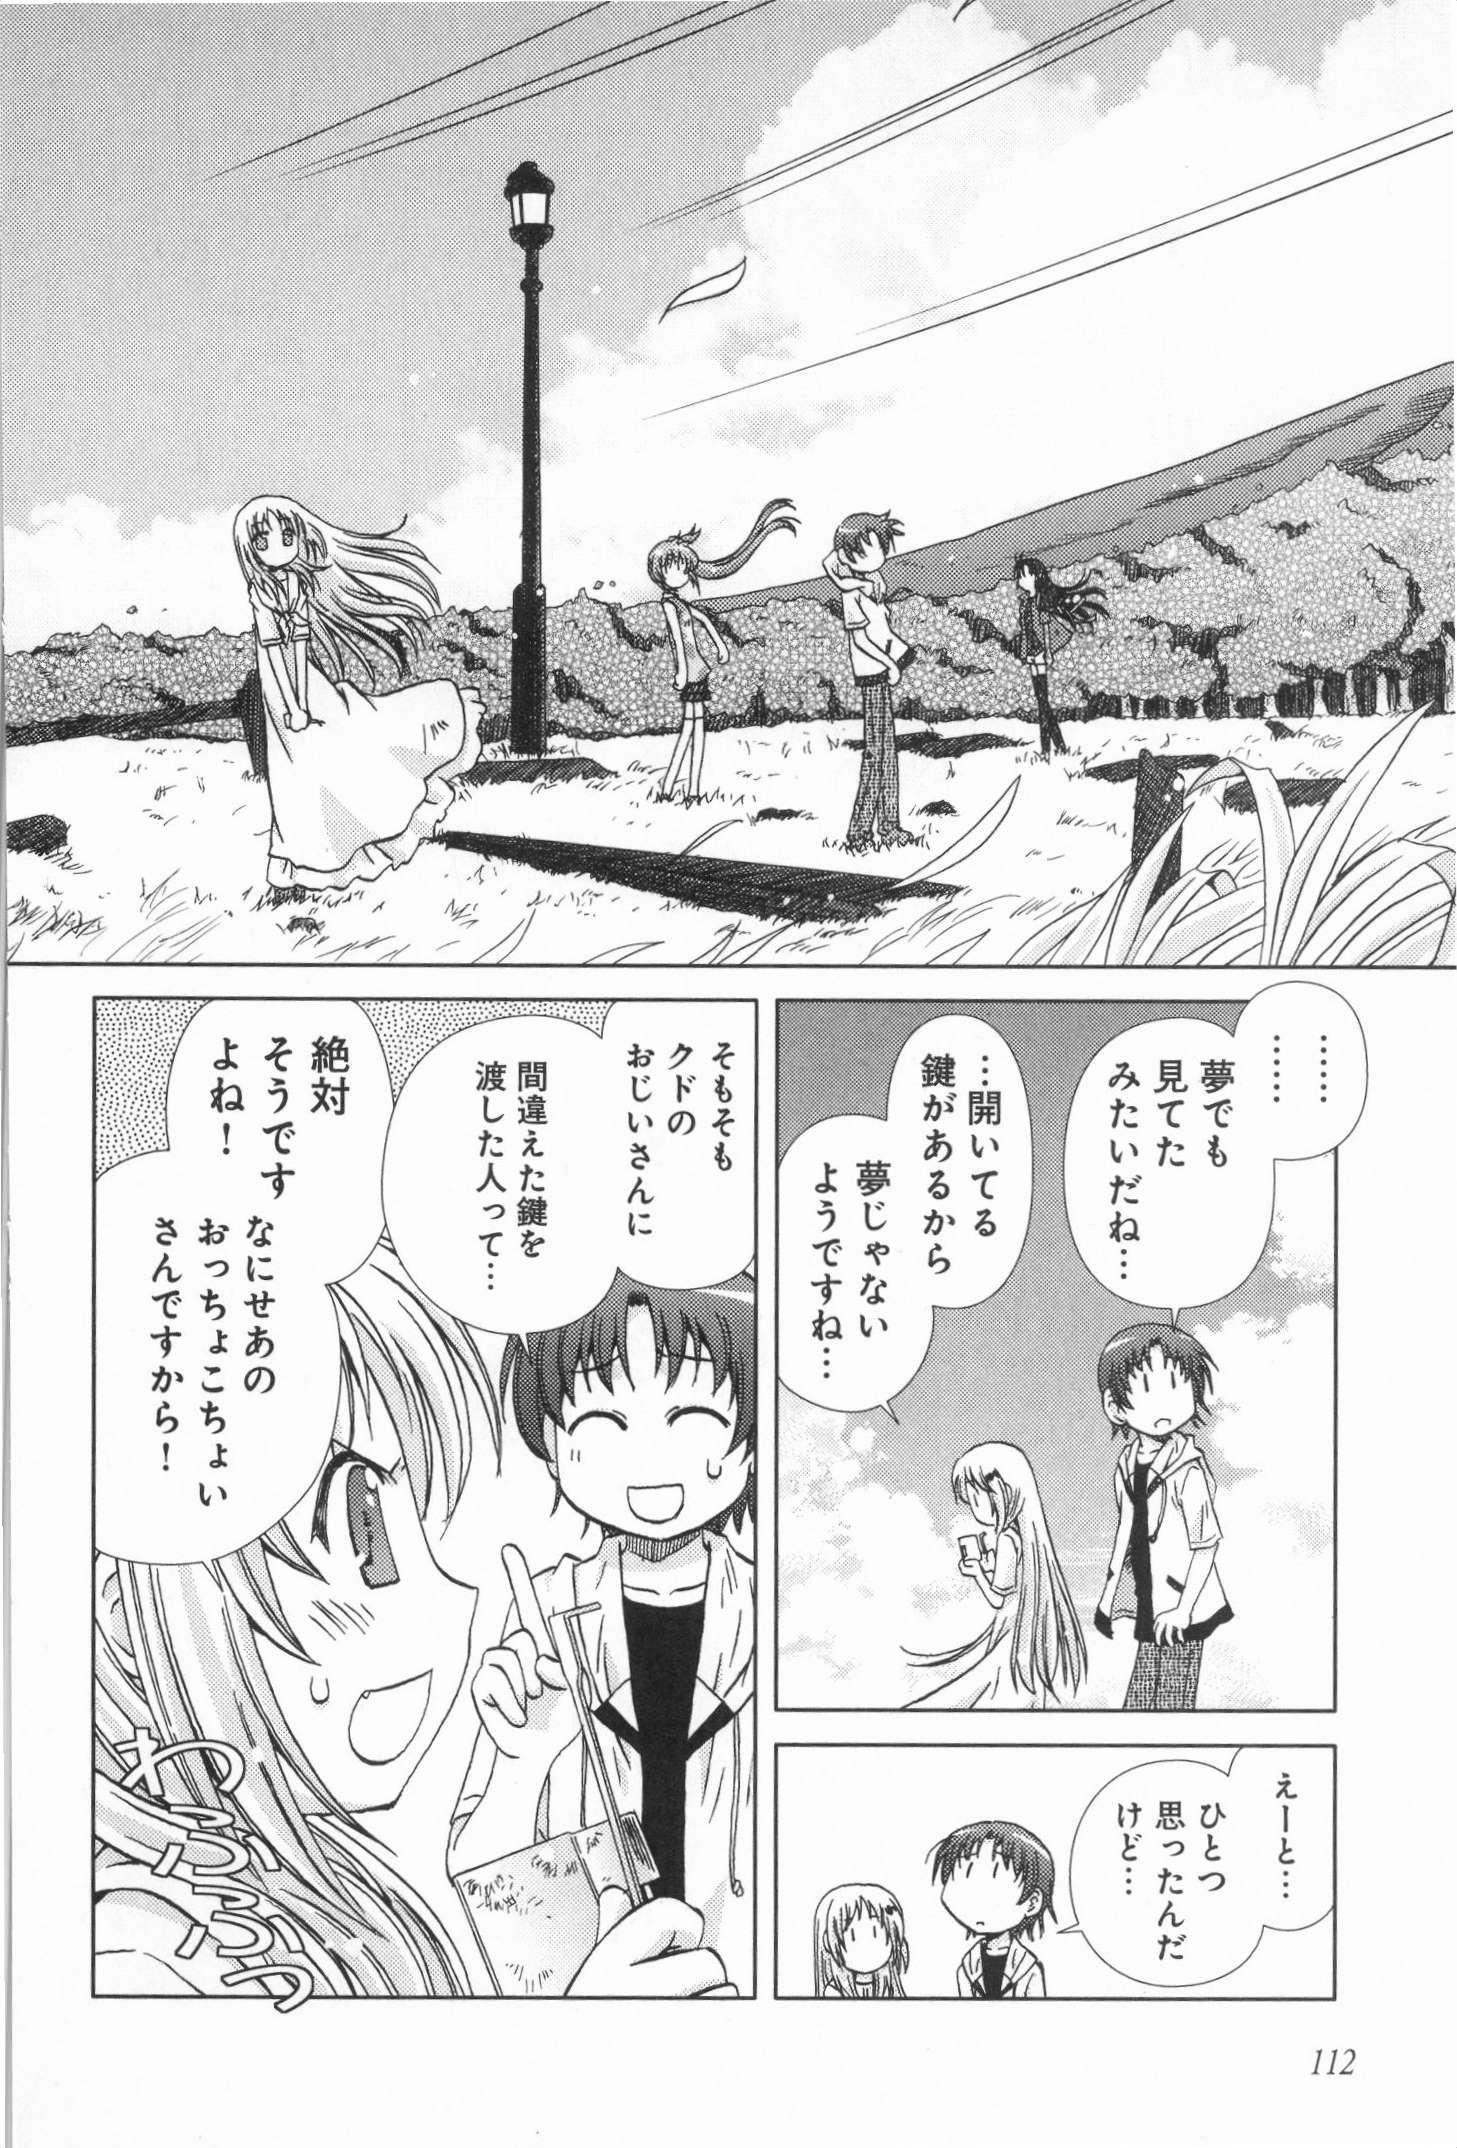 ……
……
夢でも
見てた
みたいだね…
…開いてる
鍵があるから
夢じゃない
ようですね…
えーと…
ひとつ
思ったんだ
けど…
そもそも
クドの
おじいさんに
間違えた鍵を
渡した人って…
絶対
そうです
よね！
なにせあの
おっちょこちょい
さんですから！
わふふふっ
112